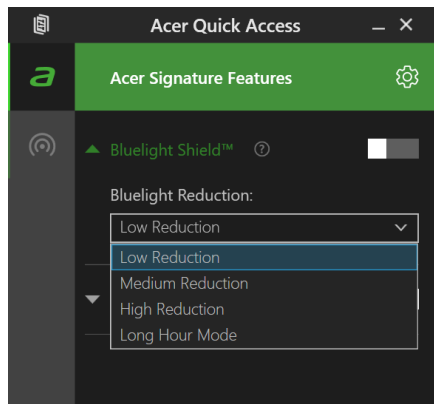 Acer Quick Access
a
Acer Signature Features
Bluelight Shield™ ?
Bluelight Reduction:
Low Reduction
Low Reduction
Medium Reduction
High Reduction
Long Hour Mode